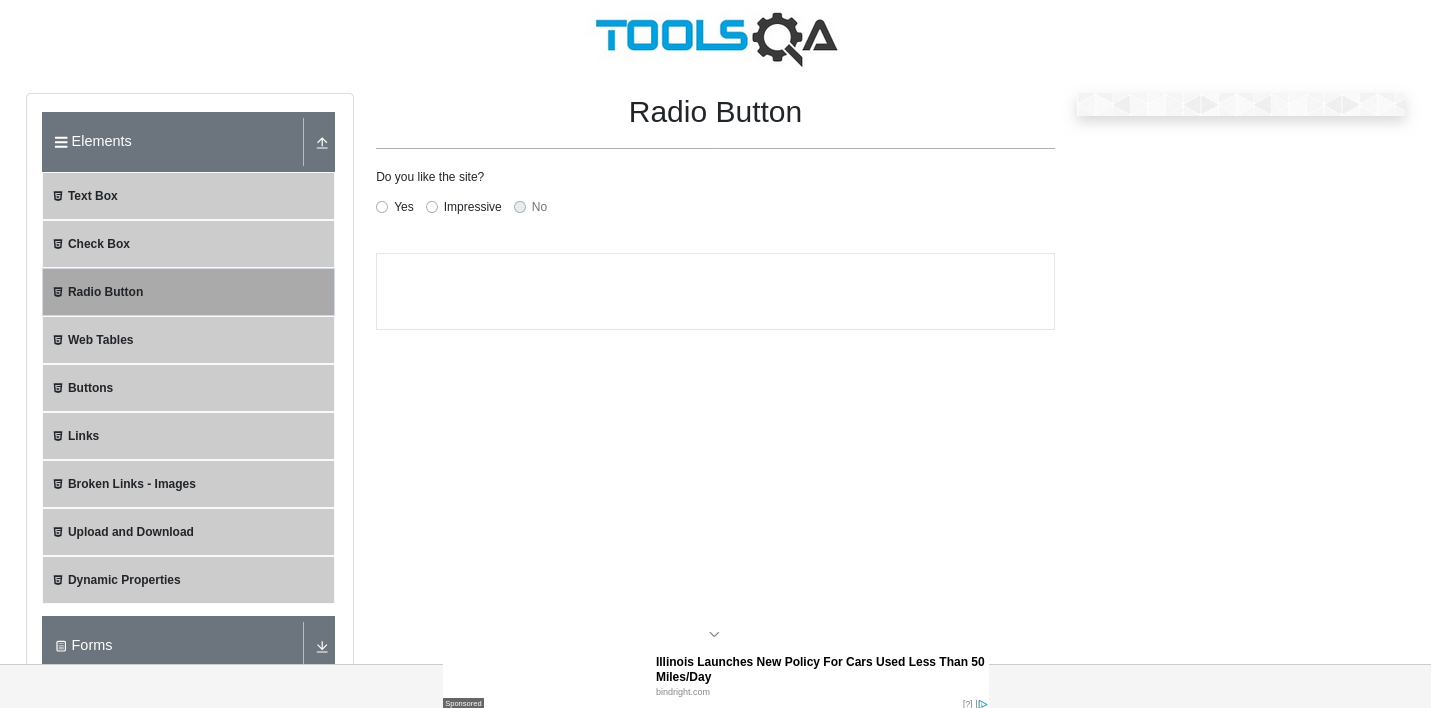 TOOLSQA
Elements
Text Box
Check Box
Radio Button
Web Tables
Buttons
Links
Broken Links - Images
Upload and Download
Dynamic Properties
Forms
Radio Button
Do you like the site?
Yes Impressive No
Illinois Launches New Policy For Cars Used Less Than 50
Miles/Day
bindright.com
Sponsored
[?]